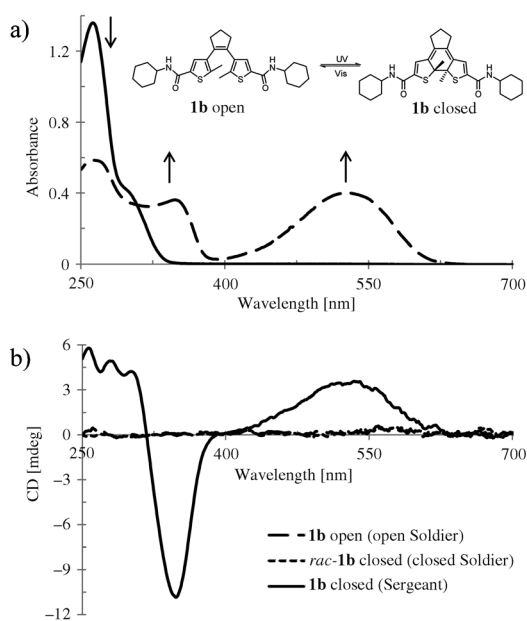 a)
1.2
0.8
0.4
0
Absorbance
250
400
550
700
Wavelength [nm]
H
N
O
S
S
O
H
N
1b open
UV
Vis
H
N
O
S
S
O
H
N
1b closed
b)
6
3
0
−3
−6
−9
−12
CD [mdeg]
250
400
550
700
Wavelength [nm]
1b open (open Soldier)
rac-1b closed (closed Soldier)
1b closed (Sergeant)